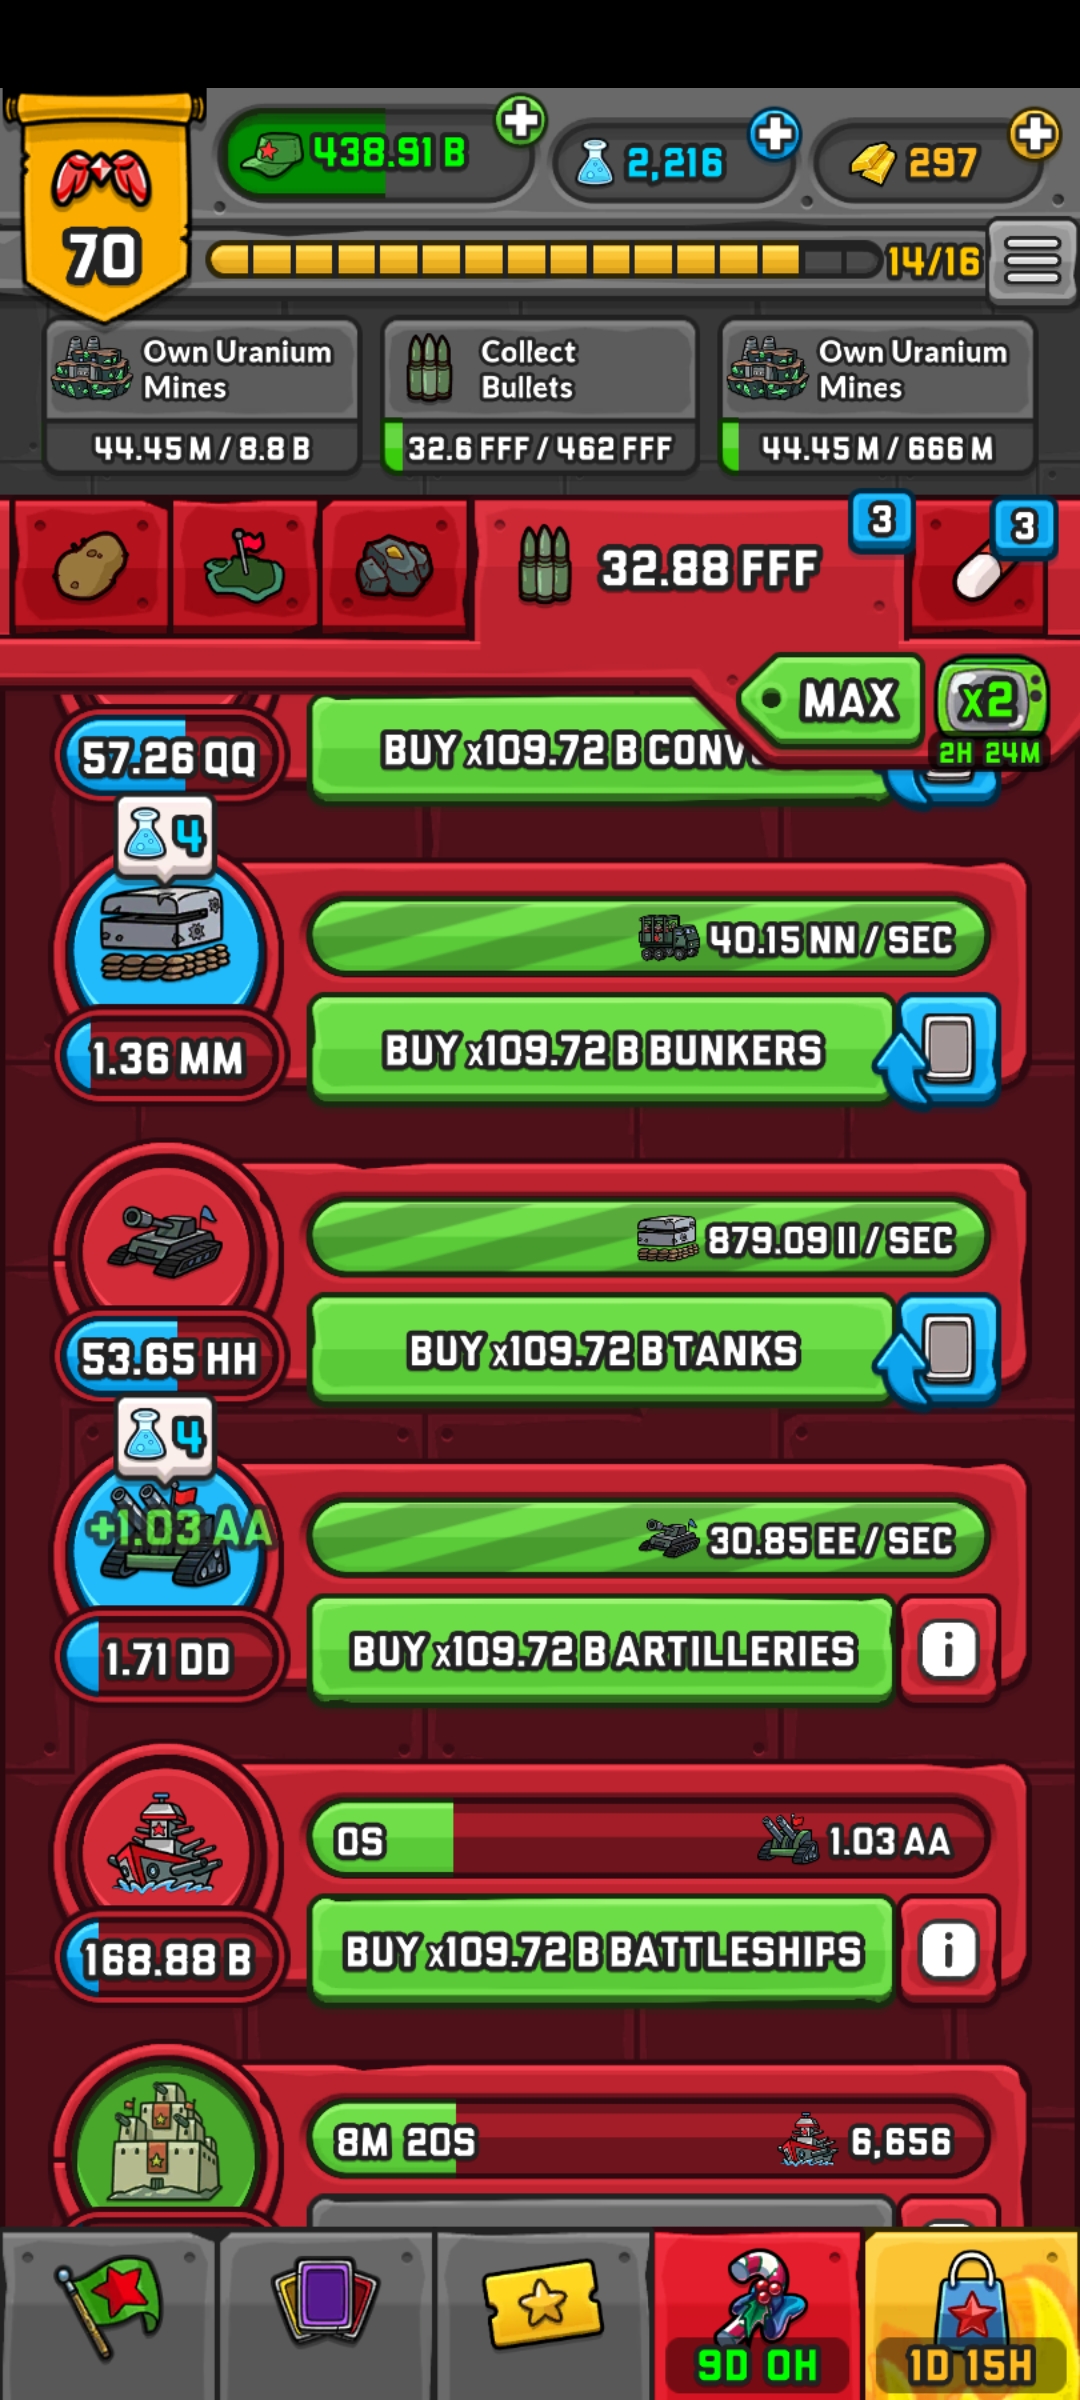 70
438.91 B
2,216
297
14/16
Own Uranium
Mines
44.45 M / 8.8 B
Collect
Bullets
32.6 FFF / 462 FFF
Own Uranium
Mines
44.45 M / 666 M
32.88 FFF
3
3
MAX
x2
2H 24M
57.26 QQ
BUY x109.72 B CONV
4
40.15 NN / SEC
1.36 MM
BUY x109.72 B BUNKERS
879.09 II / SEC
53.65 HH
BUY x109.72 B TANKS
4
+1.03 AA
30.85 EE / SEC
1.71 DD
BUY x109.72 B ARTILLERIES
i
0S
1.03 AA
168.88 B
BUY x109.72 B BATTLESHIPS
i
8M 20S
6,656
9D 0H
1D 15H